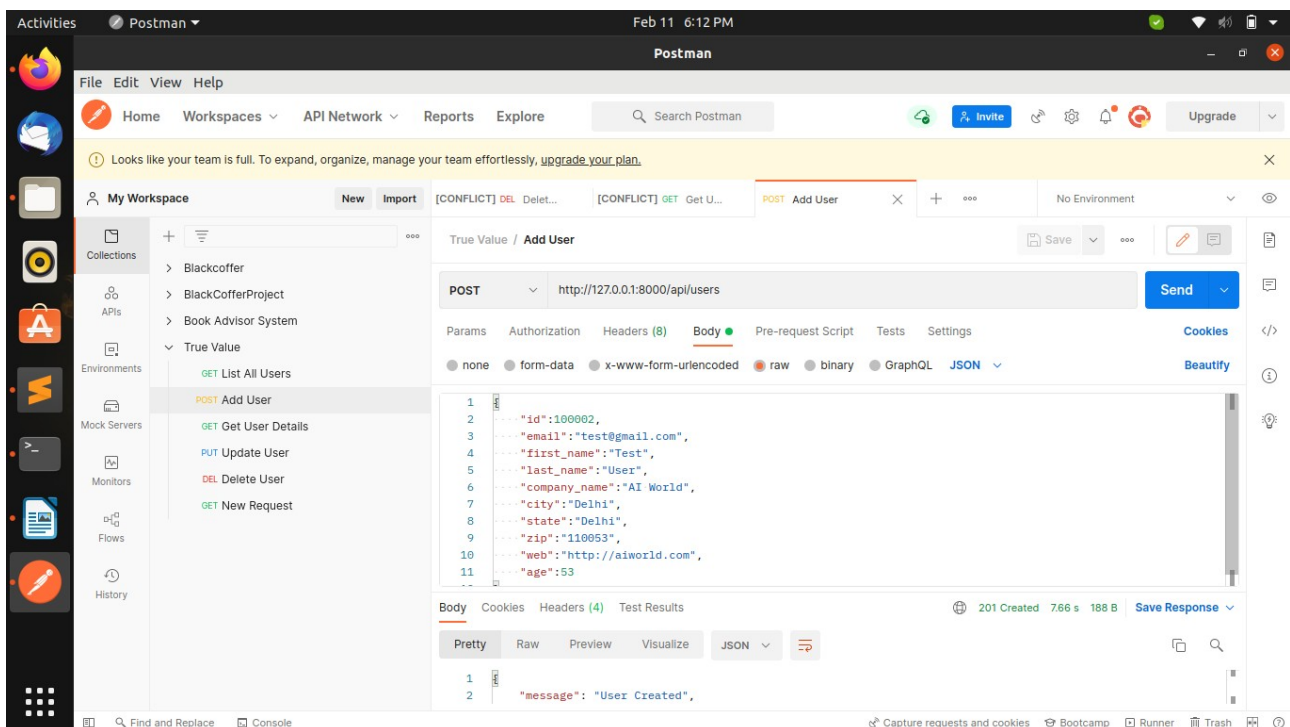 Activities Postman Feb 11 6:12 PM
Postman
File Edit View Help
Home Workspaces API Network Reports Explore Search Postman Invite Upgrade
Looks like your team is full. To expand, organize, manage your team effortlessly, upgrade your plan.
My Workspace New Import [CONFLICT] DEL Delet... [CONFLICT] GET Get U... POST Add User No Environment
Collections
APIs
Environments
Mock Servers
Monitors
Flows
History
Blackcoffer
BlackCofferProject
Book Advisor System
True Value
GET List All Users
POST Add User
GET Get User Details
PUT Update User
DEL Delete User
GET New Request
True Value / Add User Save
POST http://127.0.0.1:8000/api/users Send
Params Authorization Headers (8) Body Pre-request Script Tests Settings Cookies
none form-data x-www-form-urlencoded raw binary GraphQL JSON Beautify
1 {
2 "id":100002,
3 "email":"test@gmail.com",
4 "first_name":"Test",
5 "last_name":"User",
6 "company_name":"AI World",
7 "city":"Delhi",
8 "state":"Delhi",
9 "zip":"110053",
10 "web":"http://aiworld.com",
11 "age":53
Body Cookies Headers (4) Test Results 201 Created 7.66 s 188 B Save Response
Pretty Raw Preview Visualize JSON
1 {
2 "message": "User Created",
Find and Replace Console Capture requests and cookies Bootcamp Runner Trash